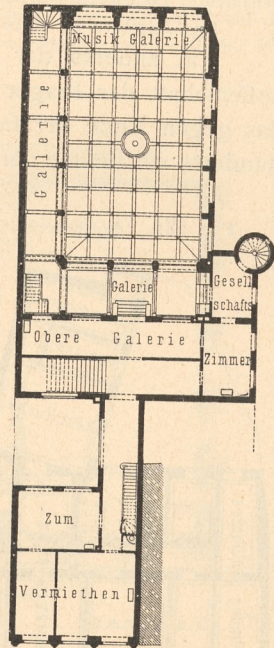 Musik Galerie
Galerie
Galerie
Gesell
schafts
Obere Galerie
Zimmer
Zum
Vermiethen